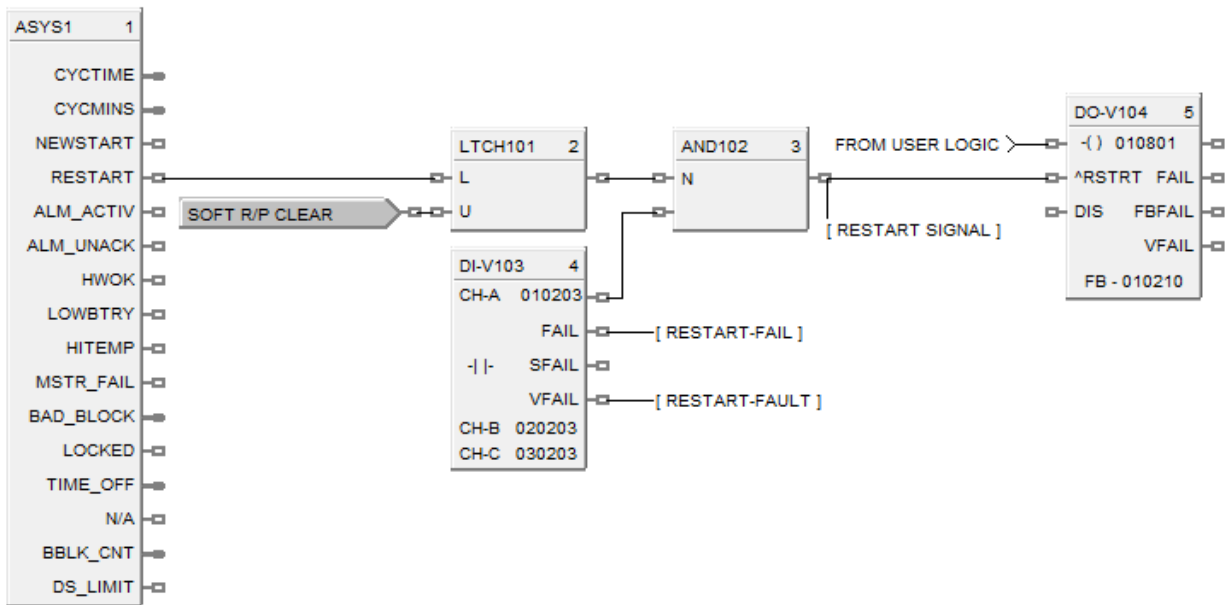 ASYS1 1
CYCTIME
CYCMINS
NEWSTART
RESTART
ALM_ACTIV
ALM_UNACK
HWOK
LOWBTRY
HITEMP
MSTR_FAIL
BAD_BLOCK
LOCKED
TIME_OFF
N/A
BBLK_CNT
DS_LIMIT
SOFT R/P CLEAR
LTCH101 2
L
U
DI-V103 4
CH-A 010203
FAIL
-| |- SFAIL
VFAIL
CH-B 020203
CH-C 030203
[ RESTART-FAIL ]
[ RESTART-FAULT ]
AND102 3
N
[ RESTART SIGNAL ]
FROM USER LOGIC
DO-V104 5
-( ) 010801
^RSTRT FAIL
DIS FBFAIL
VFAIL
FB - 010210